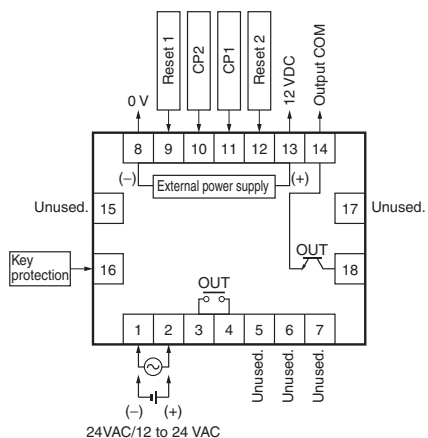 Reset 1
CP2
CP1
Reset 2
0 V
12 VDC
Output COM
8 9 10 11 12 13 14
(−) External power supply (+)
Unused. 15
17 Unused.
Key
protection
16
OUT
18
OUT
1 2 3 4 5 6 7
Unused.
Unused.
Unused.
(−) (+)
24VAC/12 to 24 VAC